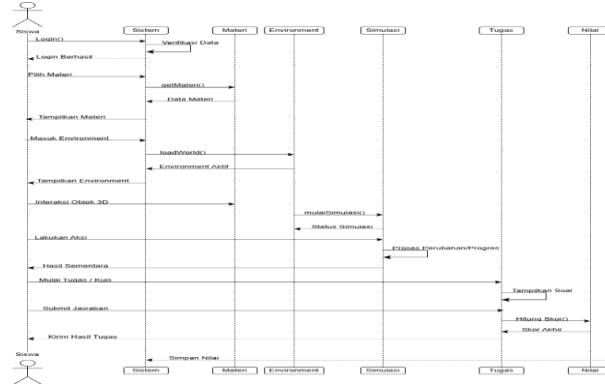 Siswa
Sistem Materi Environment Simulasi Tugas Nilai
Login()
Verifikasi Data
Login Berhasil
Pilih Materi
getMateri()
Data Materi
Tampilkan Materi
Masuk Environment
loadWorld()
Environment Aktif
Tampilkan Environment
Interaksi Objek 3D
mulaiSimulasi()
Status Simulasi
Lakukan Aksi
Proses Perubahan/Progres
Hasil Sementara
Mulai Tugas / Kuis
Tampilkan Soal
Submit Jawaban
Hitung Skor()
Skor Akhir
Kirim Hasil Tugas
Simpan Nilai
Siswa
Sistem Materi Environment Simulasi Tugas Nilai